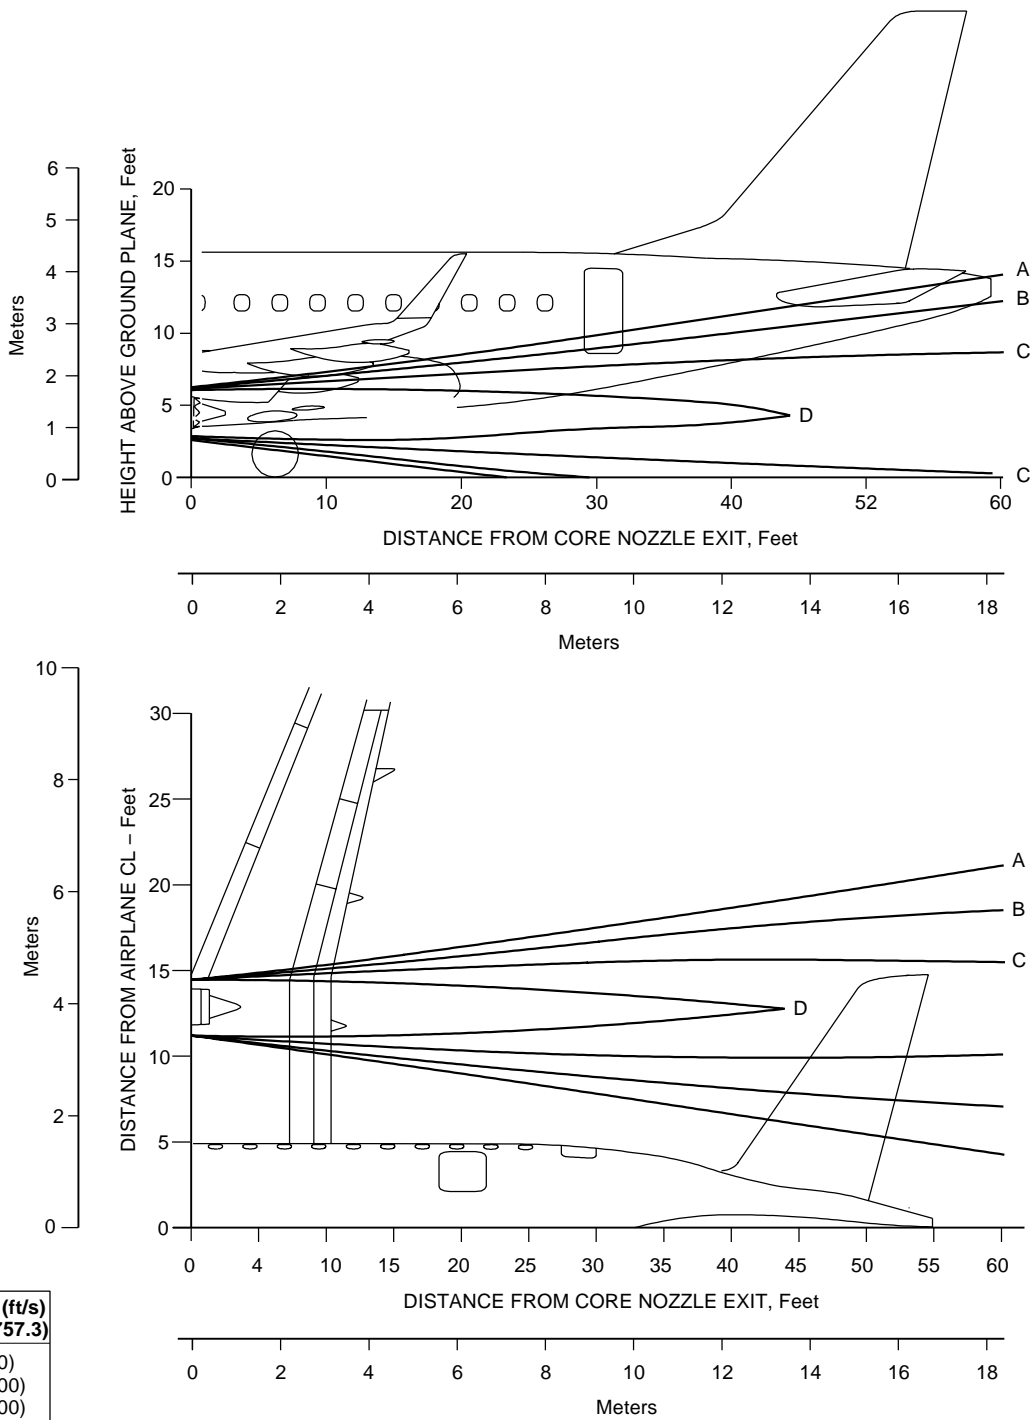 6
5
4
3
2
1
0
Meters
HEIGHT ABOVE GROUND PLANE, Feet
20
15
10
5
0
A
B
C
D
C
0 10 20 30 40 52 60
DISTANCE FROM CORE NOZZLE EXIT, Feet
0 2 4 6 8 10 12 14 16 18
Meters
10
8
6
4
2
0
Meters
DISTANCE FROM AIRPLANE CL – Feet
30
25
20
15
10
5
0
A
B
C
D
0 4 10 15 20 25 30 35 40 45 50 55 60
DISTANCE FROM CORE NOZZLE EXIT, Feet
0 2 4 6 8 10 12 14 16 18
Meters
(ft/s)
757.3)
0)
00)
00)